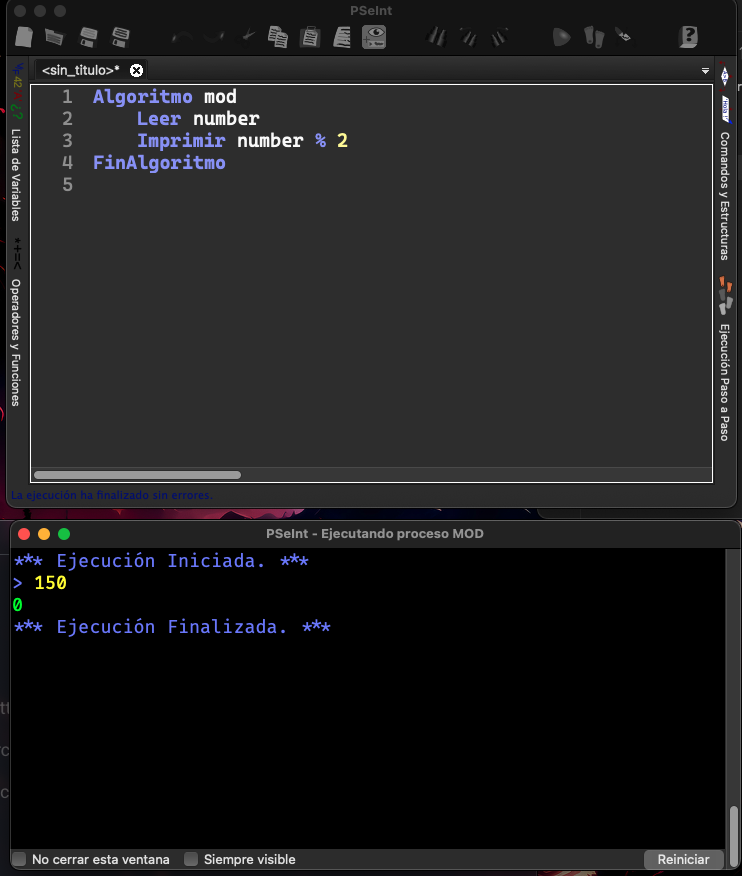 PSeInt
<sin_titulo>*
1 Algoritmo mod
2 Leer number
3 Imprimir number % 2
4 FinAlgoritmo
5
42
Lista de Variables
*+=<
Operadores y Funciones
Comandos y Estructuras
Ejecución Paso a Paso
La ejecución ha finalizado sin errores.
PSeInt - Ejecutando proceso MOD
*** Ejecución Iniciada. ***
> 150
0
*** Ejecución Finalizada. ***
No cerrar esta ventana
Siempre visible
Reiniciar